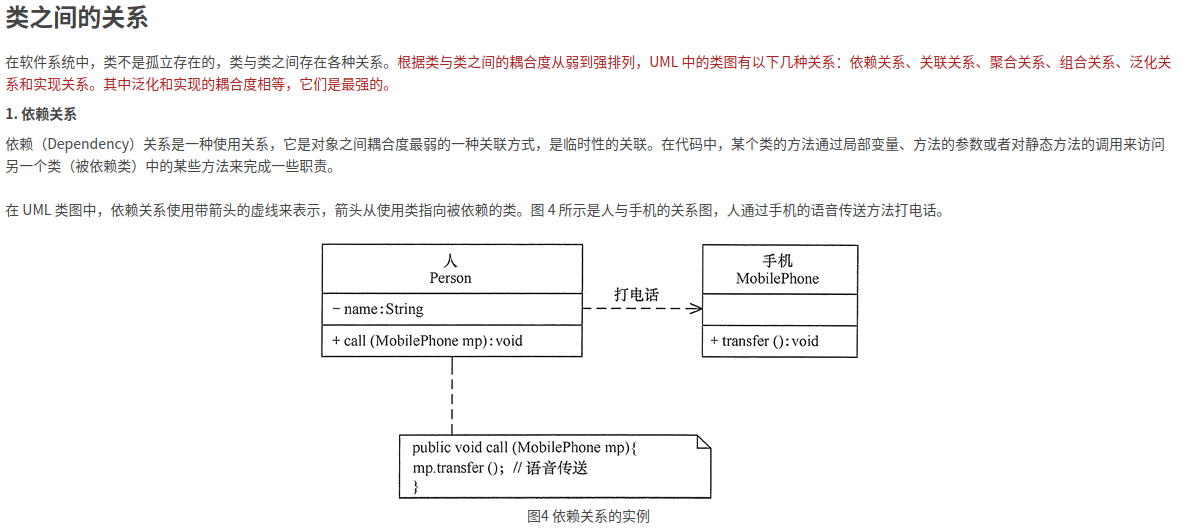 类之间的关系
在软件系统中，类不是孤立存在的，类与类之间存在各种关系。根据类与类之间的耦合度从弱到强排列，UML 中的类图有以下几种关系：依赖关系、关联关系、聚合关系、组合关系、泛化关
系和实现关系。其中泛化和实现的耦合度相等，它们是最强的。
1. 依赖关系
依赖（Dependency）关系是一种使用关系，它是对象之间耦合度最弱的一种关联方式，是临时性的关联。在代码中，某个类的方法通过局部变量、方法的参数或者对静态方法的调用来访问
另一个类（被依赖类）中的某些方法来完成一些职责。
在 UML 类图中，依赖关系使用带箭头的虚线来表示，箭头从使用类指向被依赖的类。图 4 所示是人与手机的关系图，人通过手机的语音传送方法打电话。
人
Person
- name:String
+ call (MobilePhone mp):void
打电话
手机
MobilePhone
+ transfer ():void
public void call (MobilePhone mp){
mp.transfer (); // 语音传送
}
图4 依赖关系的实例